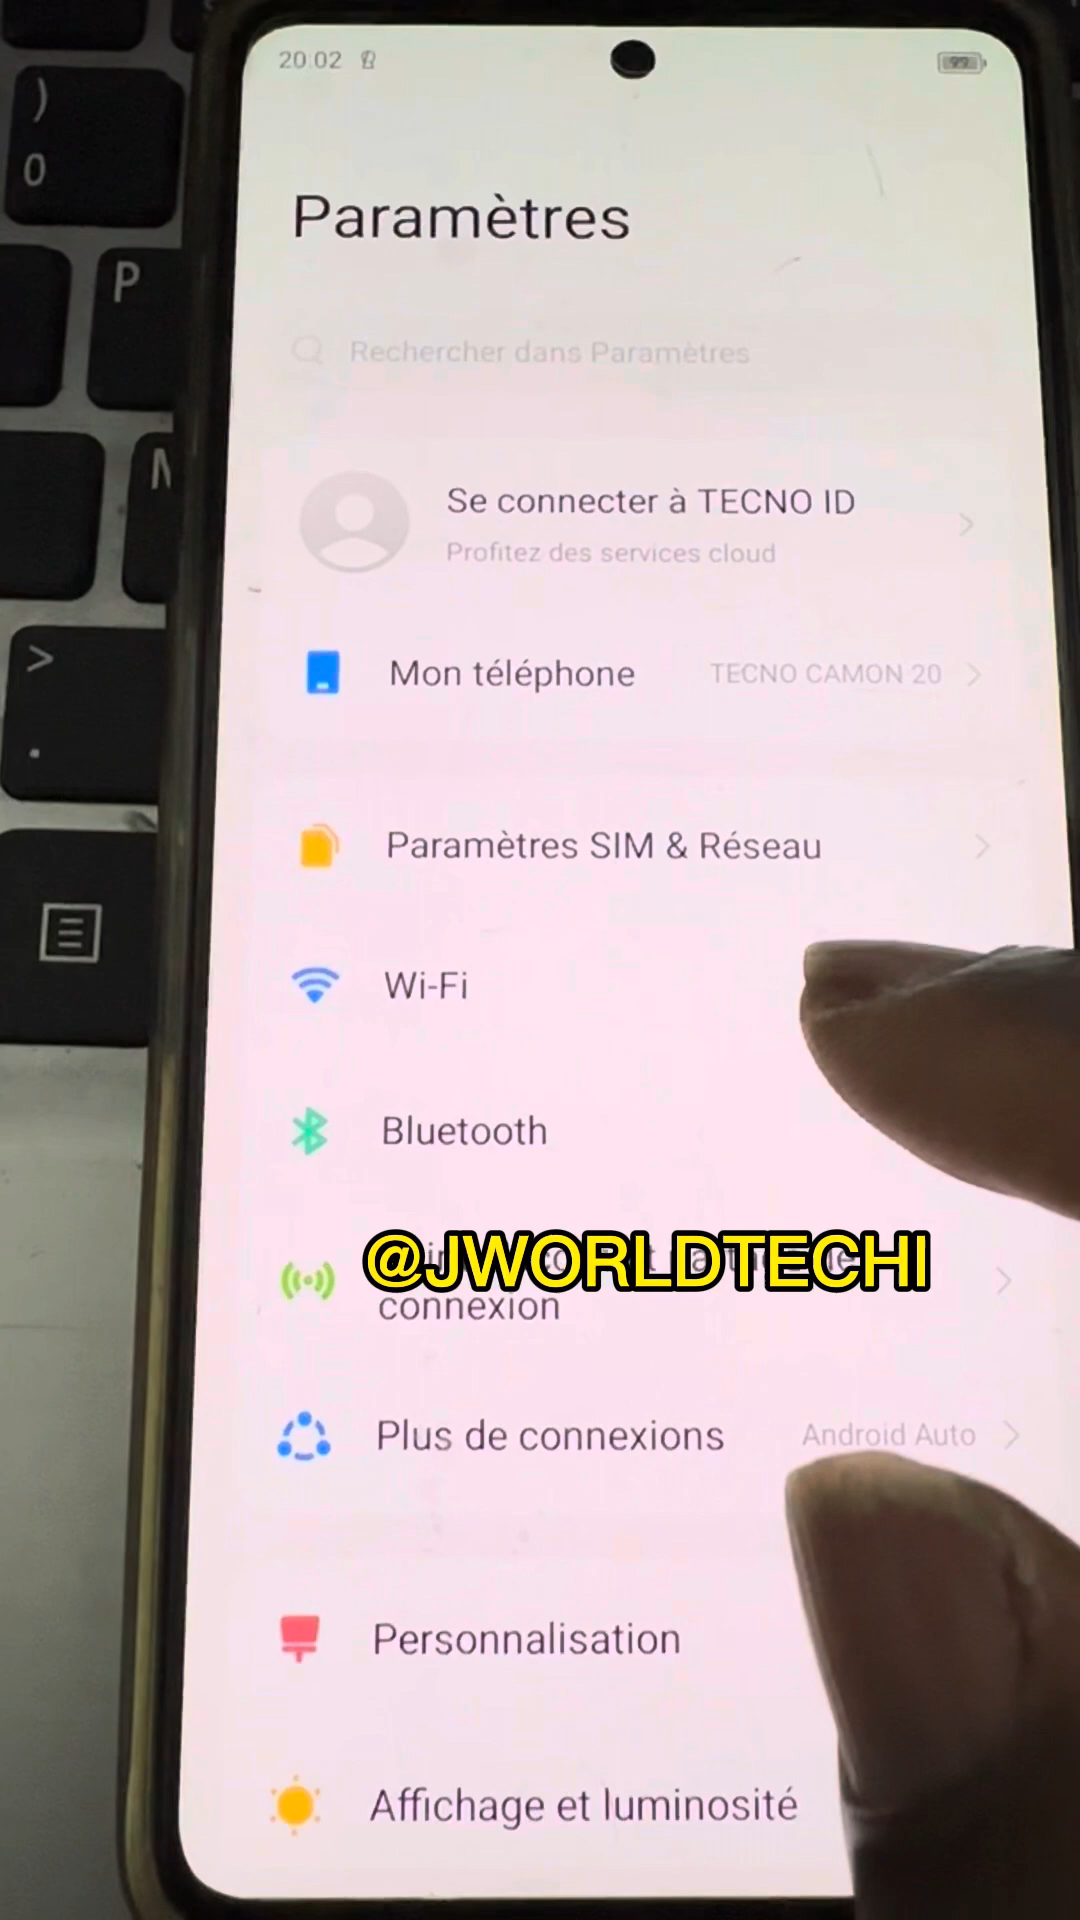 )
0
P
>
.
20:02
99
Paramètres
Rechercher dans Paramètres
Se connecter à TECNO ID
Profitez des services cloud
Mon téléphone TECNO CAMON 20
Paramètres SIM & Réseau
Wi-Fi
Bluetooth
@JWORLDTECHI
connexion
Plus de connexions Android Auto
Personnalisation
Affichage et luminosité